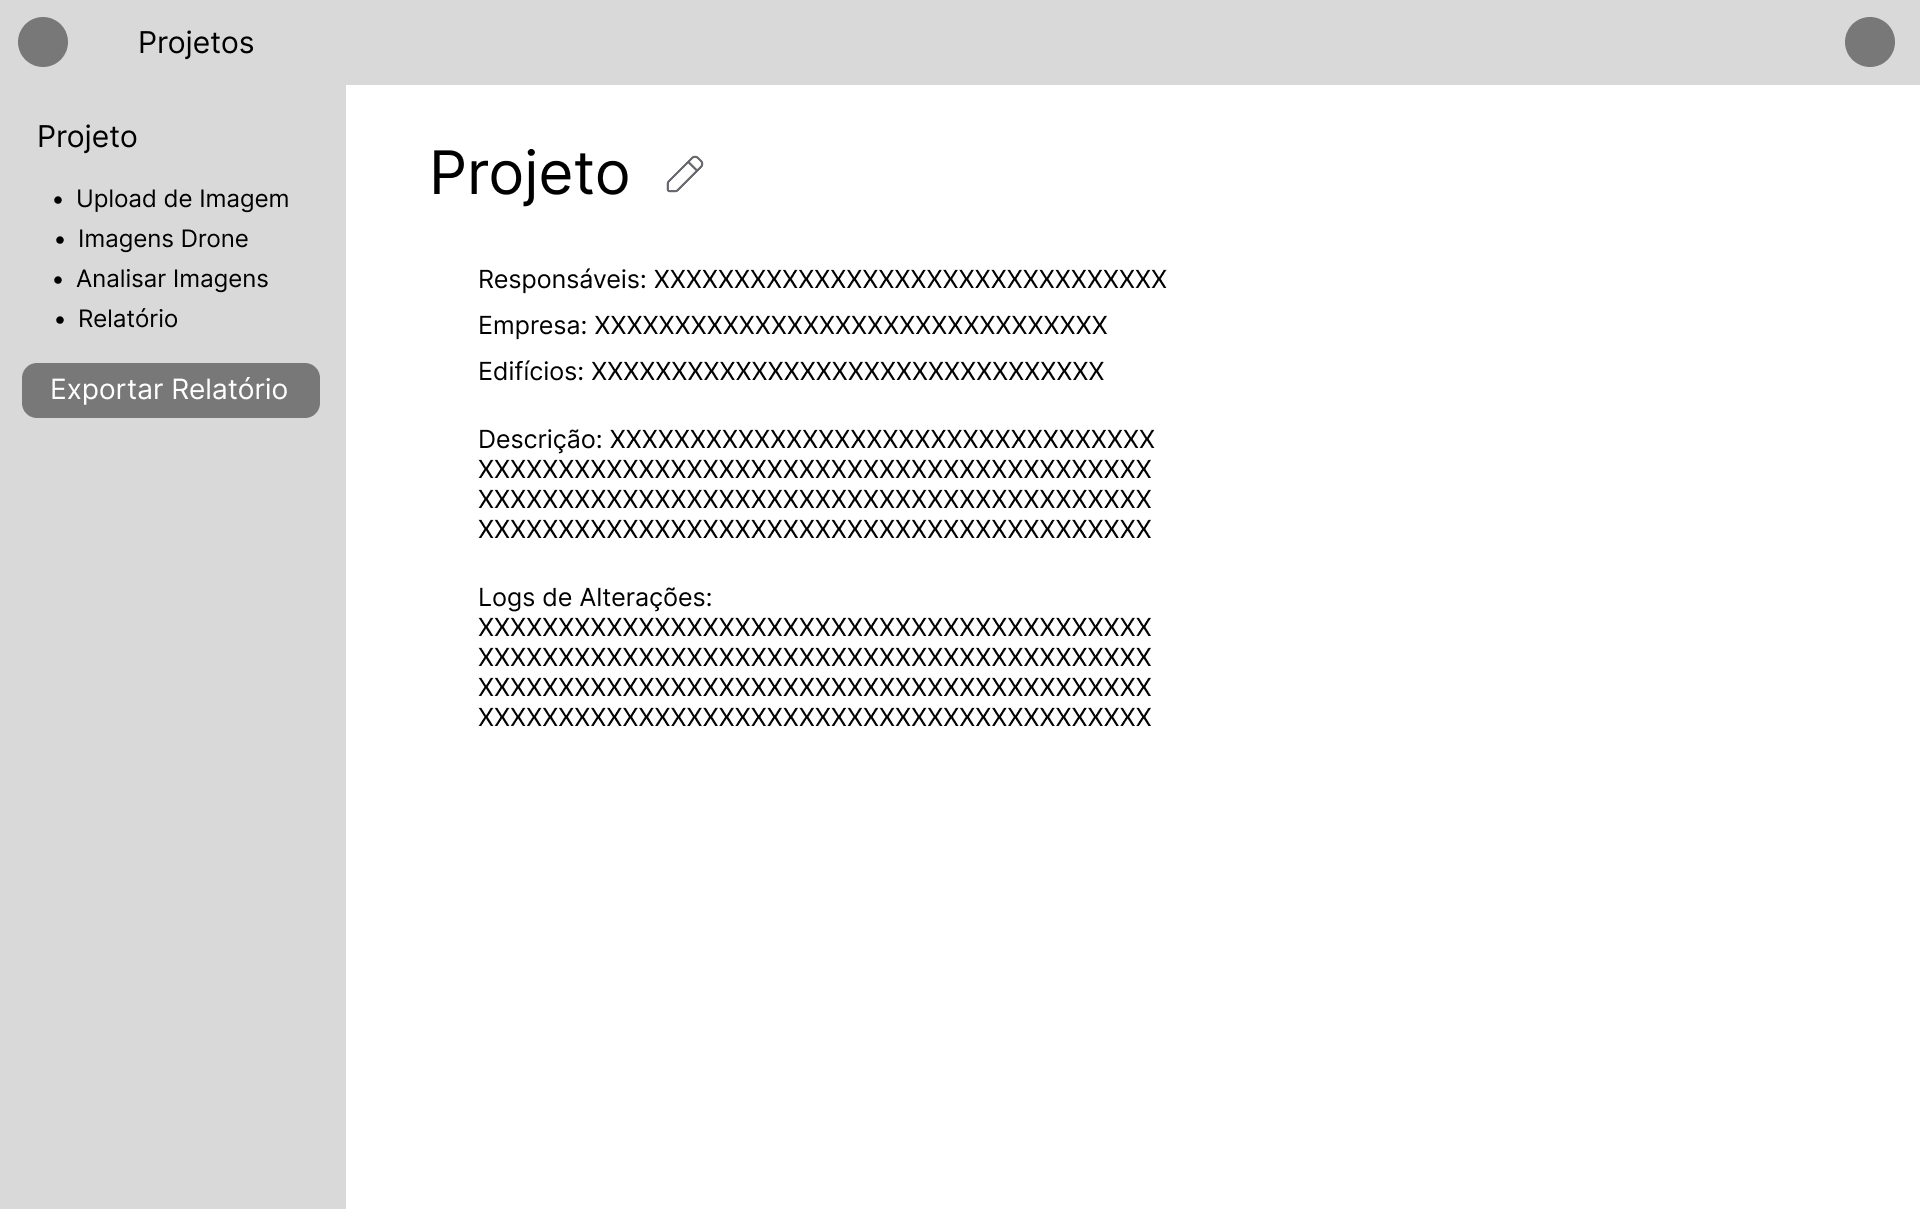 Projetos
Projeto
• Upload de Imagem
• Imagens Drone
• Analisar Imagens
• Relatório
Exportar Relatório
Projeto
Responsáveis: XXXXXXXXXXXXXXXXXXXXXXXXXXXXXXXX
Empresa: XXXXXXXXXXXXXXXXXXXXXXXXXXXXXXXX
Edifícios: XXXXXXXXXXXXXXXXXXXXXXXXXXXXXXXX
Descrição: XXXXXXXXXXXXXXXXXXXXXXXXXXXXXXXXXX
XXXXXXXXXXXXXXXXXXXXXXXXXXXXXXXXXXXXXXXXXX
XXXXXXXXXXXXXXXXXXXXXXXXXXXXXXXXXXXXXXXXXX
XXXXXXXXXXXXXXXXXXXXXXXXXXXXXXXXXXXXXXXXXX
Logs de Alterações:
XXXXXXXXXXXXXXXXXXXXXXXXXXXXXXXXXXXXXXXXXX
XXXXXXXXXXXXXXXXXXXXXXXXXXXXXXXXXXXXXXXXXX
XXXXXXXXXXXXXXXXXXXXXXXXXXXXXXXXXXXXXXXXXX
XXXXXXXXXXXXXXXXXXXXXXXXXXXXXXXXXXXXXXXXXX